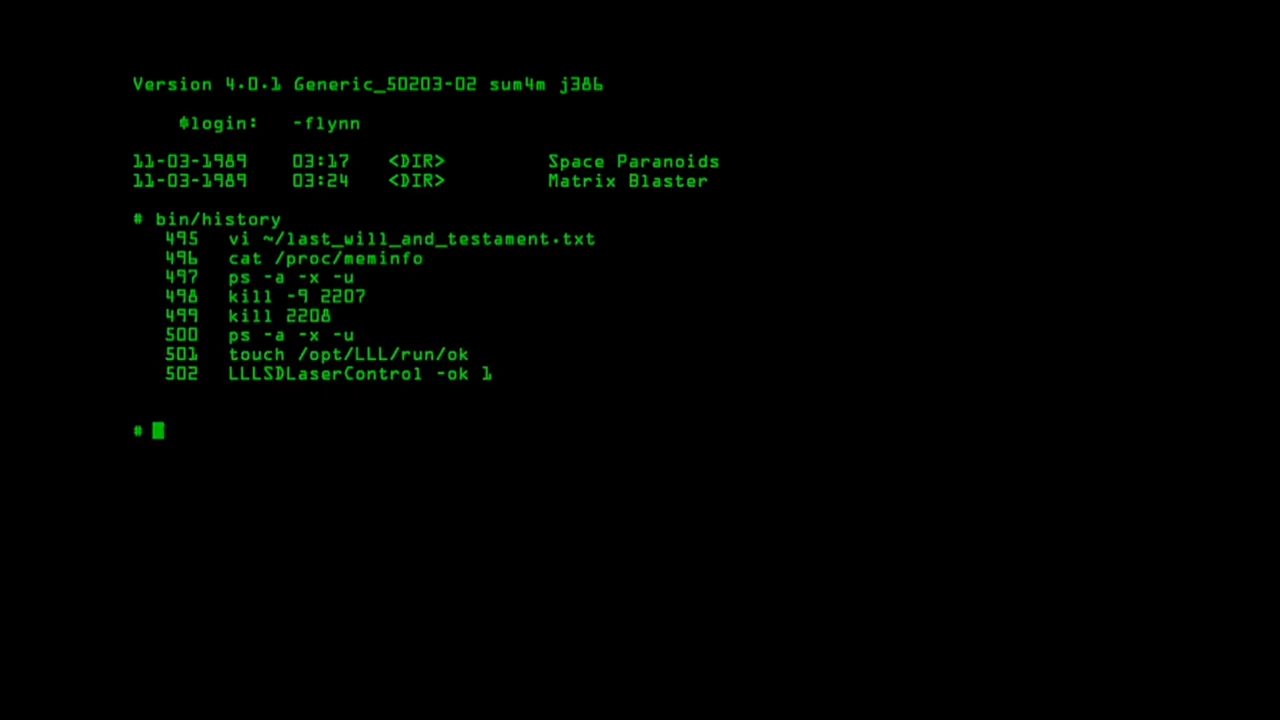 Version 4.0.1 Generic_50203-02 sum4m j386
$login: -flynn
11-03-1989 03:17 <DIR> Space Paranoids
11-03-1989 03:24 <DIR> Matrix Blaster
# bin/history
495 vi ~/last_will_and_testament.txt
496 cat /proc/meminfo
497 ps -a -x -u
498 kill -9 2207
499 kill 2208
500 ps -a -x -u
501 touch /opt/LLL/run/ok
502 LLLSDLaserControl -ok 1
#